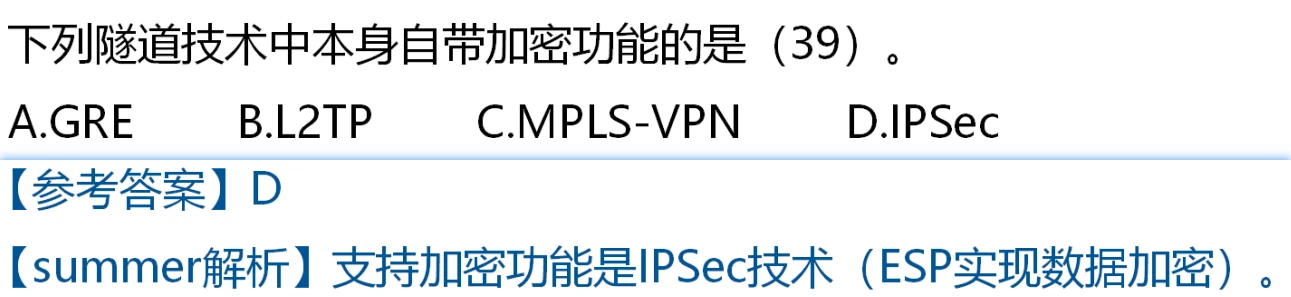 下列隧道技术中本身自带加密功能的是（39）。
A.GRE B.L2TP C.MPLS-VPN D.IPSec
【参考答案】D
【summer解析】支持加密功能是IPSec技术（ESP实现数据加密）。